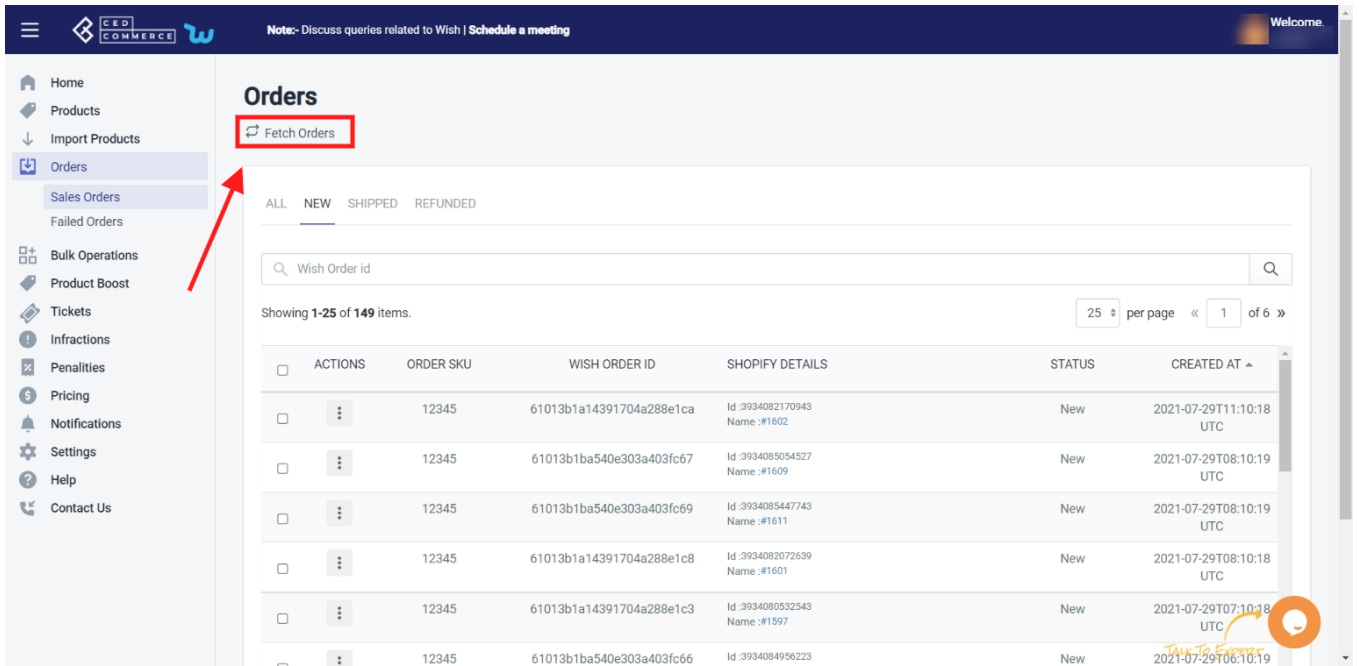 CED
COMMERCE
Note:- Discuss queries related to Wish | Schedule a meeting
Welcome.
Home
Products
Import Products
Orders
Sales Orders
Failed Orders
Bulk Operations
Product Boost
Tickets
Infractions
Penalities
Pricing
Notifications
Settings
Help
Contact Us
Orders
Fetch Orders
ALL NEW SHIPPED REFUNDED
Wish Order id
Showing 1-25 of 149 items.
25 per page « 1 of 6 »
ACTIONS ORDER SKU WISH ORDER ID SHOPIFY DETAILS STATUS CREATED AT
12345 61013b1a14391704a288e1ca Id :3934082170943 New 2021-07-29T11:10:18
Name :#1602 UTC
12345 61013b1ba540e303a403fc67 Id :3934085054527 New 2021-07-29T08:10:19
Name :#1609 UTC
12345 61013b1ba540e303a403fc69 Id :3934085447743 New 2021-07-29T08:10:19
Name :#1611 UTC
12345 61013b1a14391704a288e1c8 Id :3934082072639 New 2021-07-29T08:10:18
Name :#1601 UTC
12345 61013b1a14391704a288e1c3 Id :3934080532543 New 2021-07-29T07:10:18
Name :#1597 UTC
12345 61013b1ba540e303a403fc66 Id :3934084956223 New 2021-07-29T06:10:19
Talk To Expert